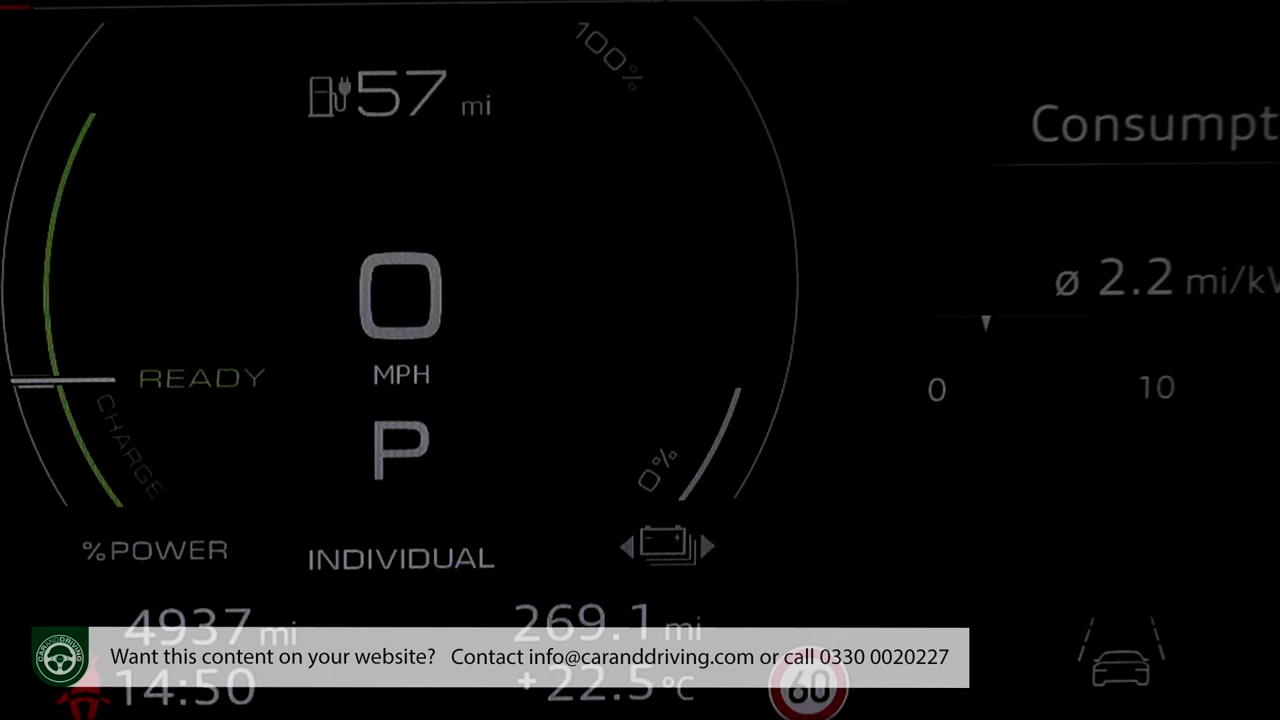 100%
57 mi
Consumpt
0
ø 2.2 mi/kW
MPH
READY
0 10
CHARGE
P
0%
%POWER
INDIVIDUAL
4937 mi
269.1 mi
CARANDDRIVING
Want this content on your website? Contact info@caranddriving.com or call 0330 0020227
14:50
+22.5°C
60